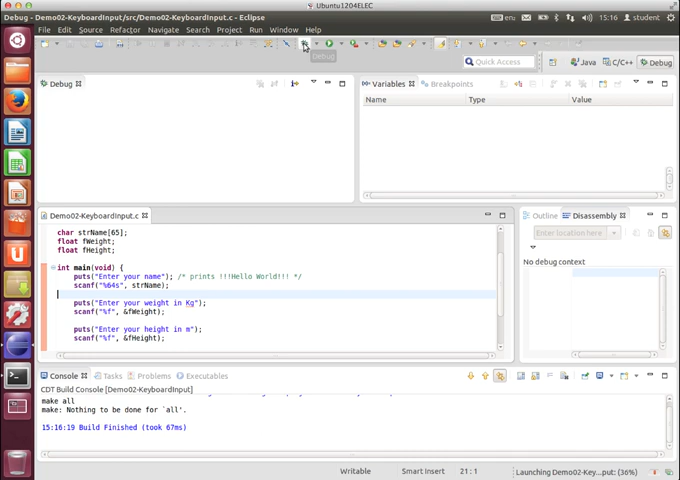 Ubuntu1204ELEC
Debug - Demo02-KeyboardInput/src/Demo02-KeyboardInput.c - Eclipse
en
15:16
student
File Edit Source Refactor Navigate Search Project Run Window Help
Debug
Quick Access
Java
C/C++
Debug
Debug
Variables
Breakpoints
Name Type Value
Demo02-KeyboardInput.c
Outline
Disassembly
Enter location here
No debug context
char strName[65];
float fWeight;
float fHeight;
int main(void) {
puts("Enter your name"); /* prints !!!Hello World!!! */
scanf("%64s", strName);
puts("Enter your weight in Kg");
scanf("%f", &fWeight);
puts("Enter your height in m");
scanf("%f", &fHeight);
Console
Tasks
Problems
Executables
CDT Build Console [Demo02-KeyboardInput]
make all
make: Nothing to be done for `all'.
15:16:19 Build Finished (took 67ms)
Writable
Smart Insert
21 : 1
Launching Demo02-Key...put: (36%)